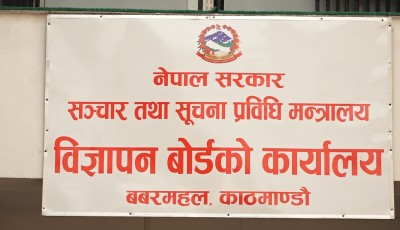 नेपाल सरकार
सञ्चार तथा सूचना प्रविधि मन्त्रालय
विज्ञापन बोर्डको कार्यालय
बबरमहल, काठमाण्डौ